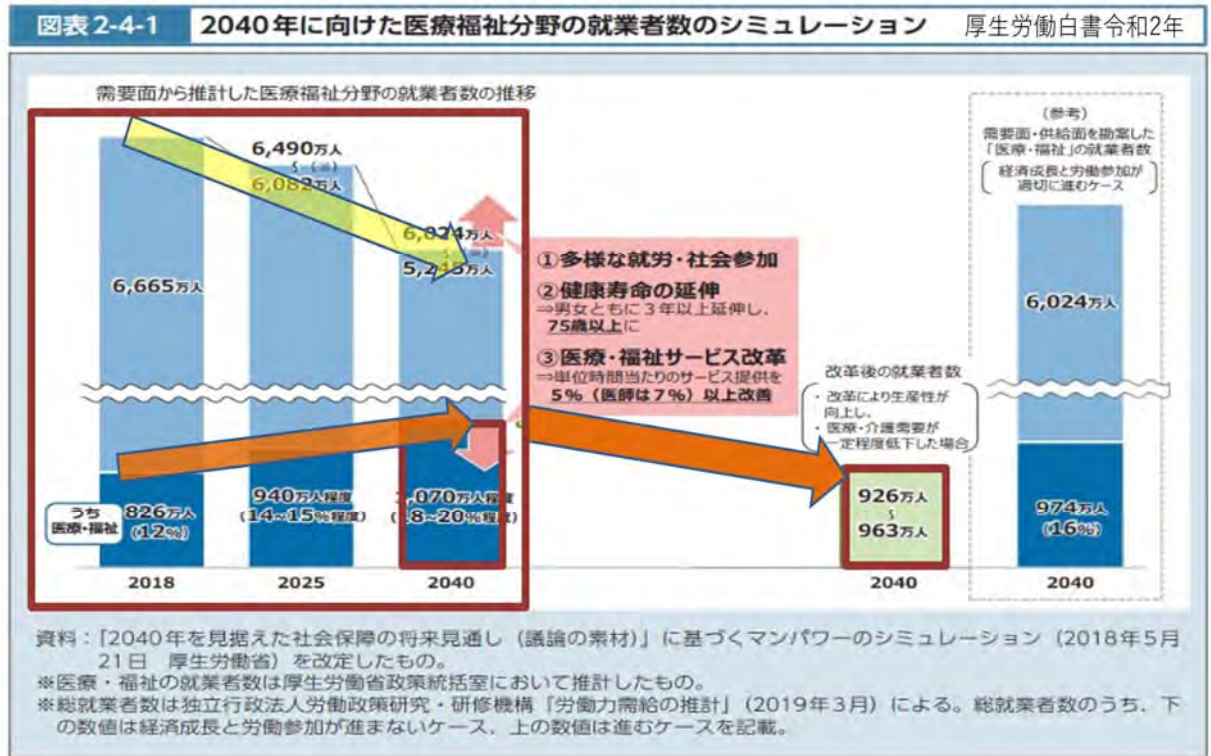 図表2-4-1 2040年に向けた医療福祉分野の就業者数のシミュレーション 厚生労働白書令和2年
需要面から推計した医療福祉分野の就業者数の推移
6,665万人
6,490万人
～(※)
6,082万人
6,024万人
～(※)
5,245万人
①多様な就労・社会参加
②健康寿命の延伸
⇒男女ともに3年以上延伸し、
75歳以上に
③医療・福祉サービス改革
⇒単位時間当たりのサービス提供を
5%（医師は7%）以上改善
うち
医療・福祉
826万人
(12%)
940万人程度
(14~15%程度)
1,070万人程度
(18~20%程度)
2018
2025
2040
改革後の就業者数
・改革により生産性が
向上し、
・医療・介護需要が
一定程度低下した場合
926万人
～
963万人
2040
（参考）
需要面・供給面を勘案した
「医療・福祉」の就業者数
経済成長と労働参加が
適切に進むケース
6,024万人
974万人
(16%)
2040
資料：「2040年を見据えた社会保障の将来見通し（議論の素材）」に基づくマンパワーのシミュレーション（2018年5月
21日 厚生労働省）を改定したもの。
※医療・福祉の就業者数は厚生労働省政策統括室において推計したもの。
※総就業者数は独立行政法人労働政策研究・研修機構「労働力需給の推計」（2019年3月）による。総就業者数のうち、下
の数値は経済成長と労働参加が進まないケース、上の数値は進むケースを記載。